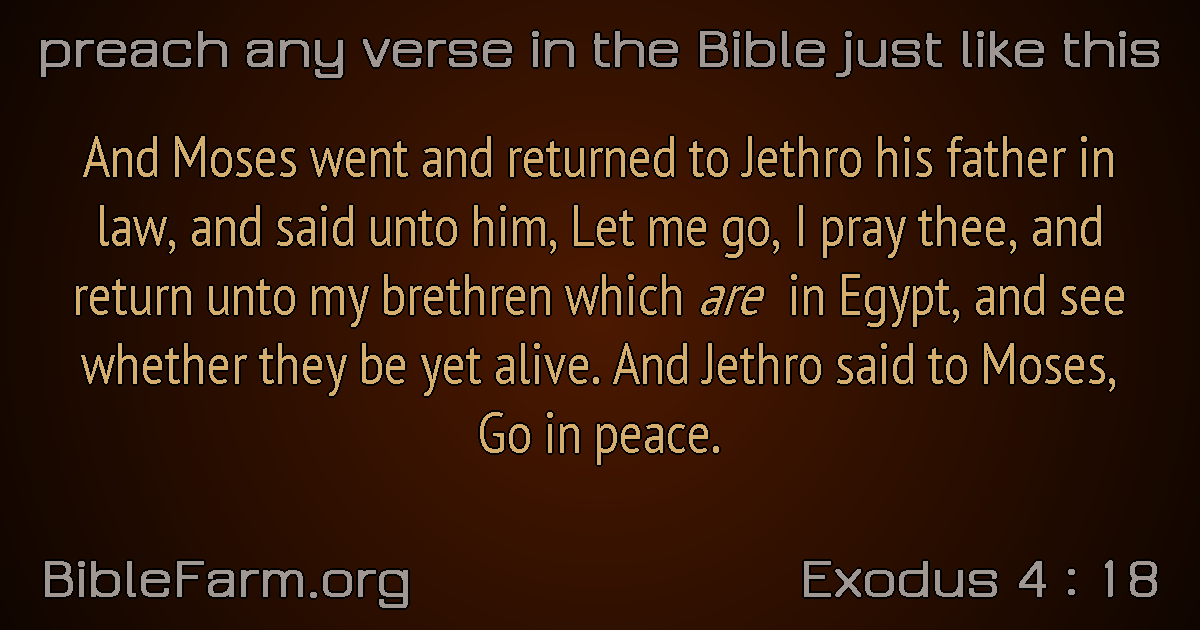 preach any verse in the Bible just like this
And Moses went and returned to Jethro his father in
law, and said unto him, Let me go, I pray thee, and
return unto my brethren which are in Egypt, and see
whether they be yet alive. And Jethro said to Moses,
Go in peace.
BibleFarm.org
Exodus 4 : 18